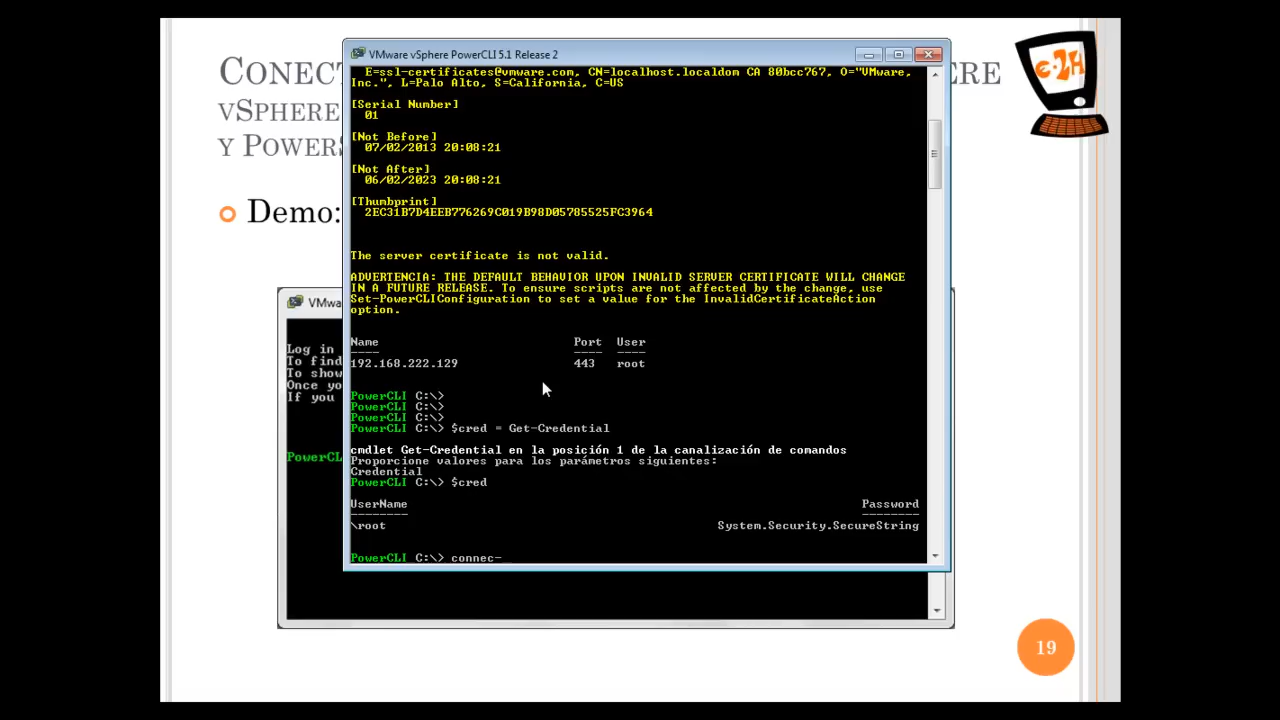 CONECT
ERE
VSPHERE
Y POWERS
Demo:
e-2H
VMware vSphere PowerCLI 5.1 Release 2
E=ssl-certificates@vmware.com, CN=localhost.localdom CA 80bcc767, O="VMware,
Inc.", L=Palo Alto, S=California, C=US
[Serial Number]
01
[Not Before]
07/02/2013 20:08:21
[Not After]
06/02/2023 20:08:21
[Thumbprint]
2EC31B7D4EEB776269C019B98D05785525FC3964
The server certificate is not valid.
ADVERTENCIA: THE DEFAULT BEHAVIOR UPON INVALID SERVER CERTIFICATE WILL CHANGE
IN A FUTURE RELEASE. To ensure scripts are not affected by the change, use
Set-PowerCLIConfiguration to set a value for the InvalidCertificateAction
option.
Name Port User
---- ---- ----
192.168.222.129 443 root
PowerCLI C:\>
PowerCLI C:\>
PowerCLI C:\>
PowerCLI C:\> $cred = Get-Credential
cmdlet Get-Credential en la posición 1 de la canalización de comandos
Proporcione valores para los parámetros siguientes:
Credential
PowerCLI C:\> $cred
UserName Password
-------- --------
\root System.Security.SecureString
PowerCLI C:\> connec-_
VMwa
Log in
To find
To show
Once yo
If you
PowerCL
19